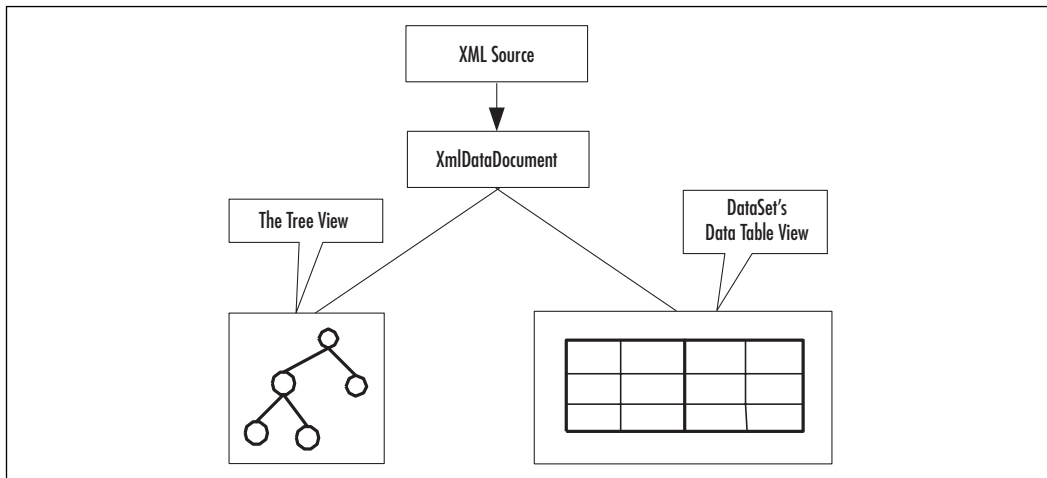 XML Source
XmlDataDocument
The Tree View
DataSet's
Data Table View